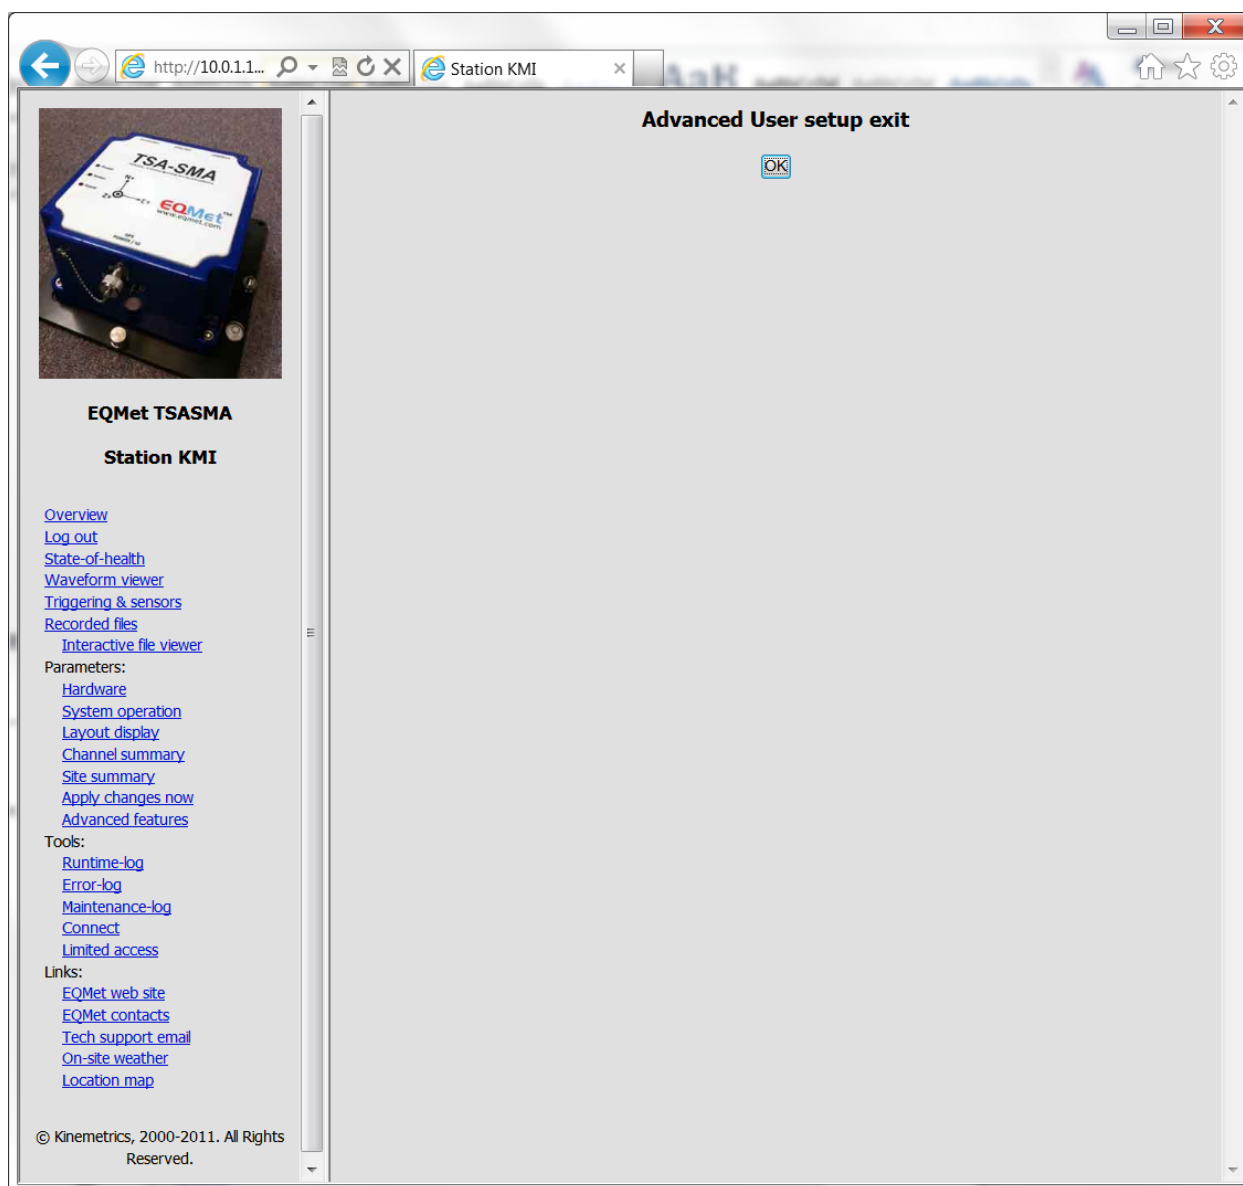 http://10.0.1.1...
Station KMI
TSA-SMA
EQMet™
www.eqmet.com
Advanced User setup exit
OK
EQMet TSASMA
Station KMI
Overview
Log out
State-of-health
Waveform viewer
Triggering & sensors
Recorded files
Interactive file viewer
Parameters:
Hardware
System operation
Layout display
Channel summary
Site summary
Apply changes now
Advanced features
Tools:
Runtime-log
Error-log
Maintenance-log
Connect
Limited access
Links:
EQMet web site
EQMet contacts
Tech support email
On-site weather
Location map
© Kinemetrics, 2000-2011. All Rights
Reserved.